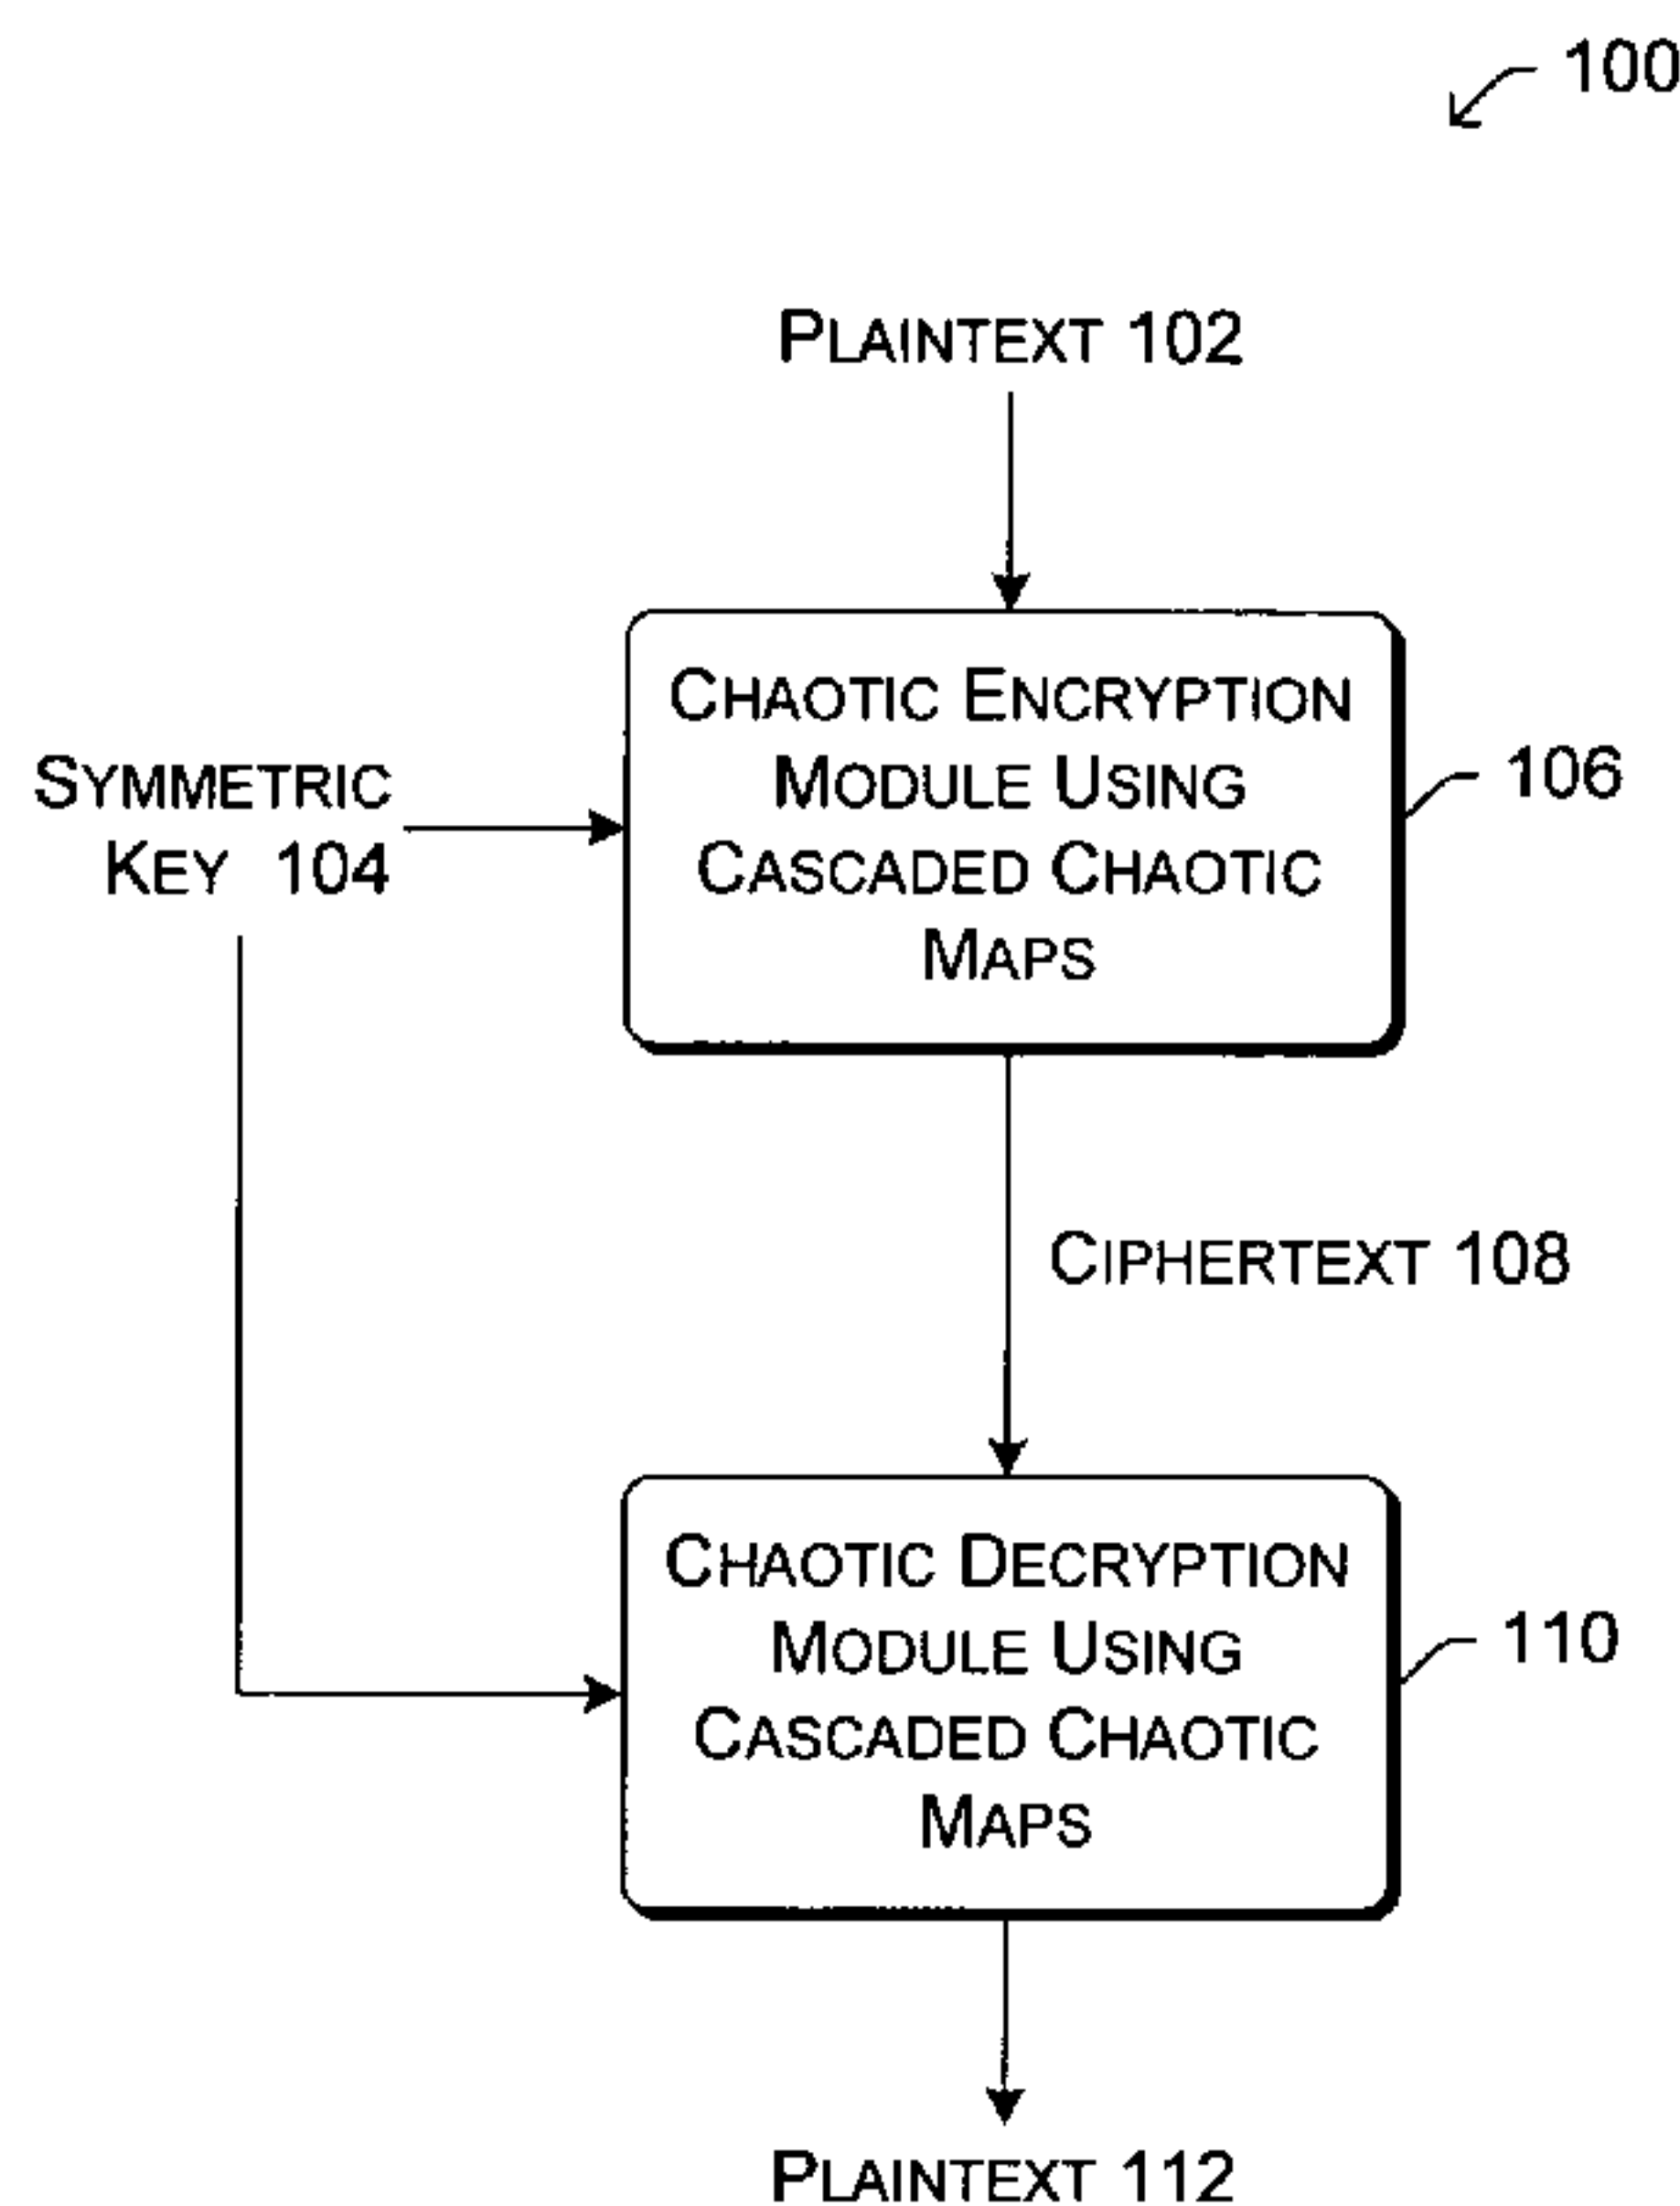 100
PLAINTEXT 102
CHAOTIC ENCRYPTION
MODULE USING
CASCADED CHAOTIC
MAPS
106
SYMMETRIC
KEY 104
CIPHERTEXT 108
CHAOTIC DECRYPTION
MODULE USING
CASCADED CHAOTIC
MAPS
110
PLAINTEXT 112